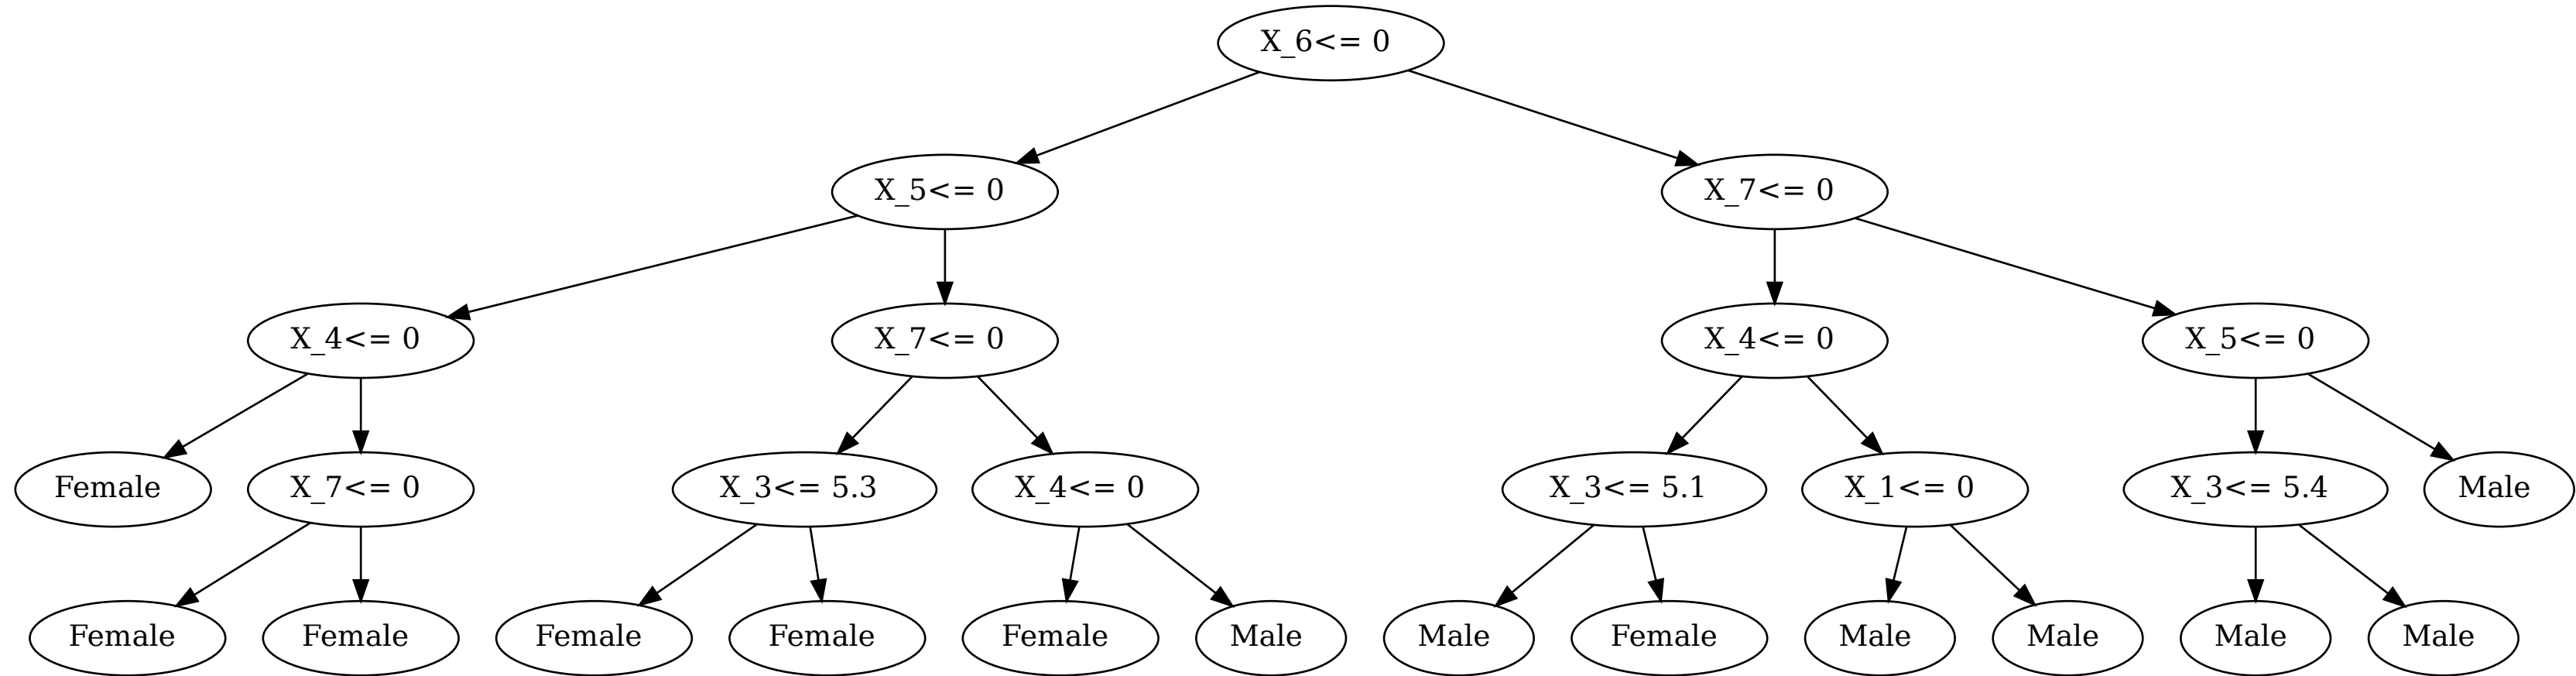 X_6<= 0
X_5<= 0
X_7<= 0
X_4<= 0
X_7<= 0
X_4<= 0
X_5<= 0
Female
X_7<= 0
X_3<= 5.3
X_4<= 0
X_3<= 5.1
X_1<= 0
X_3<= 5.4
Male
Female
Female
Female
Female
Female
Male
Male
Female
Male
Male
Male
Male